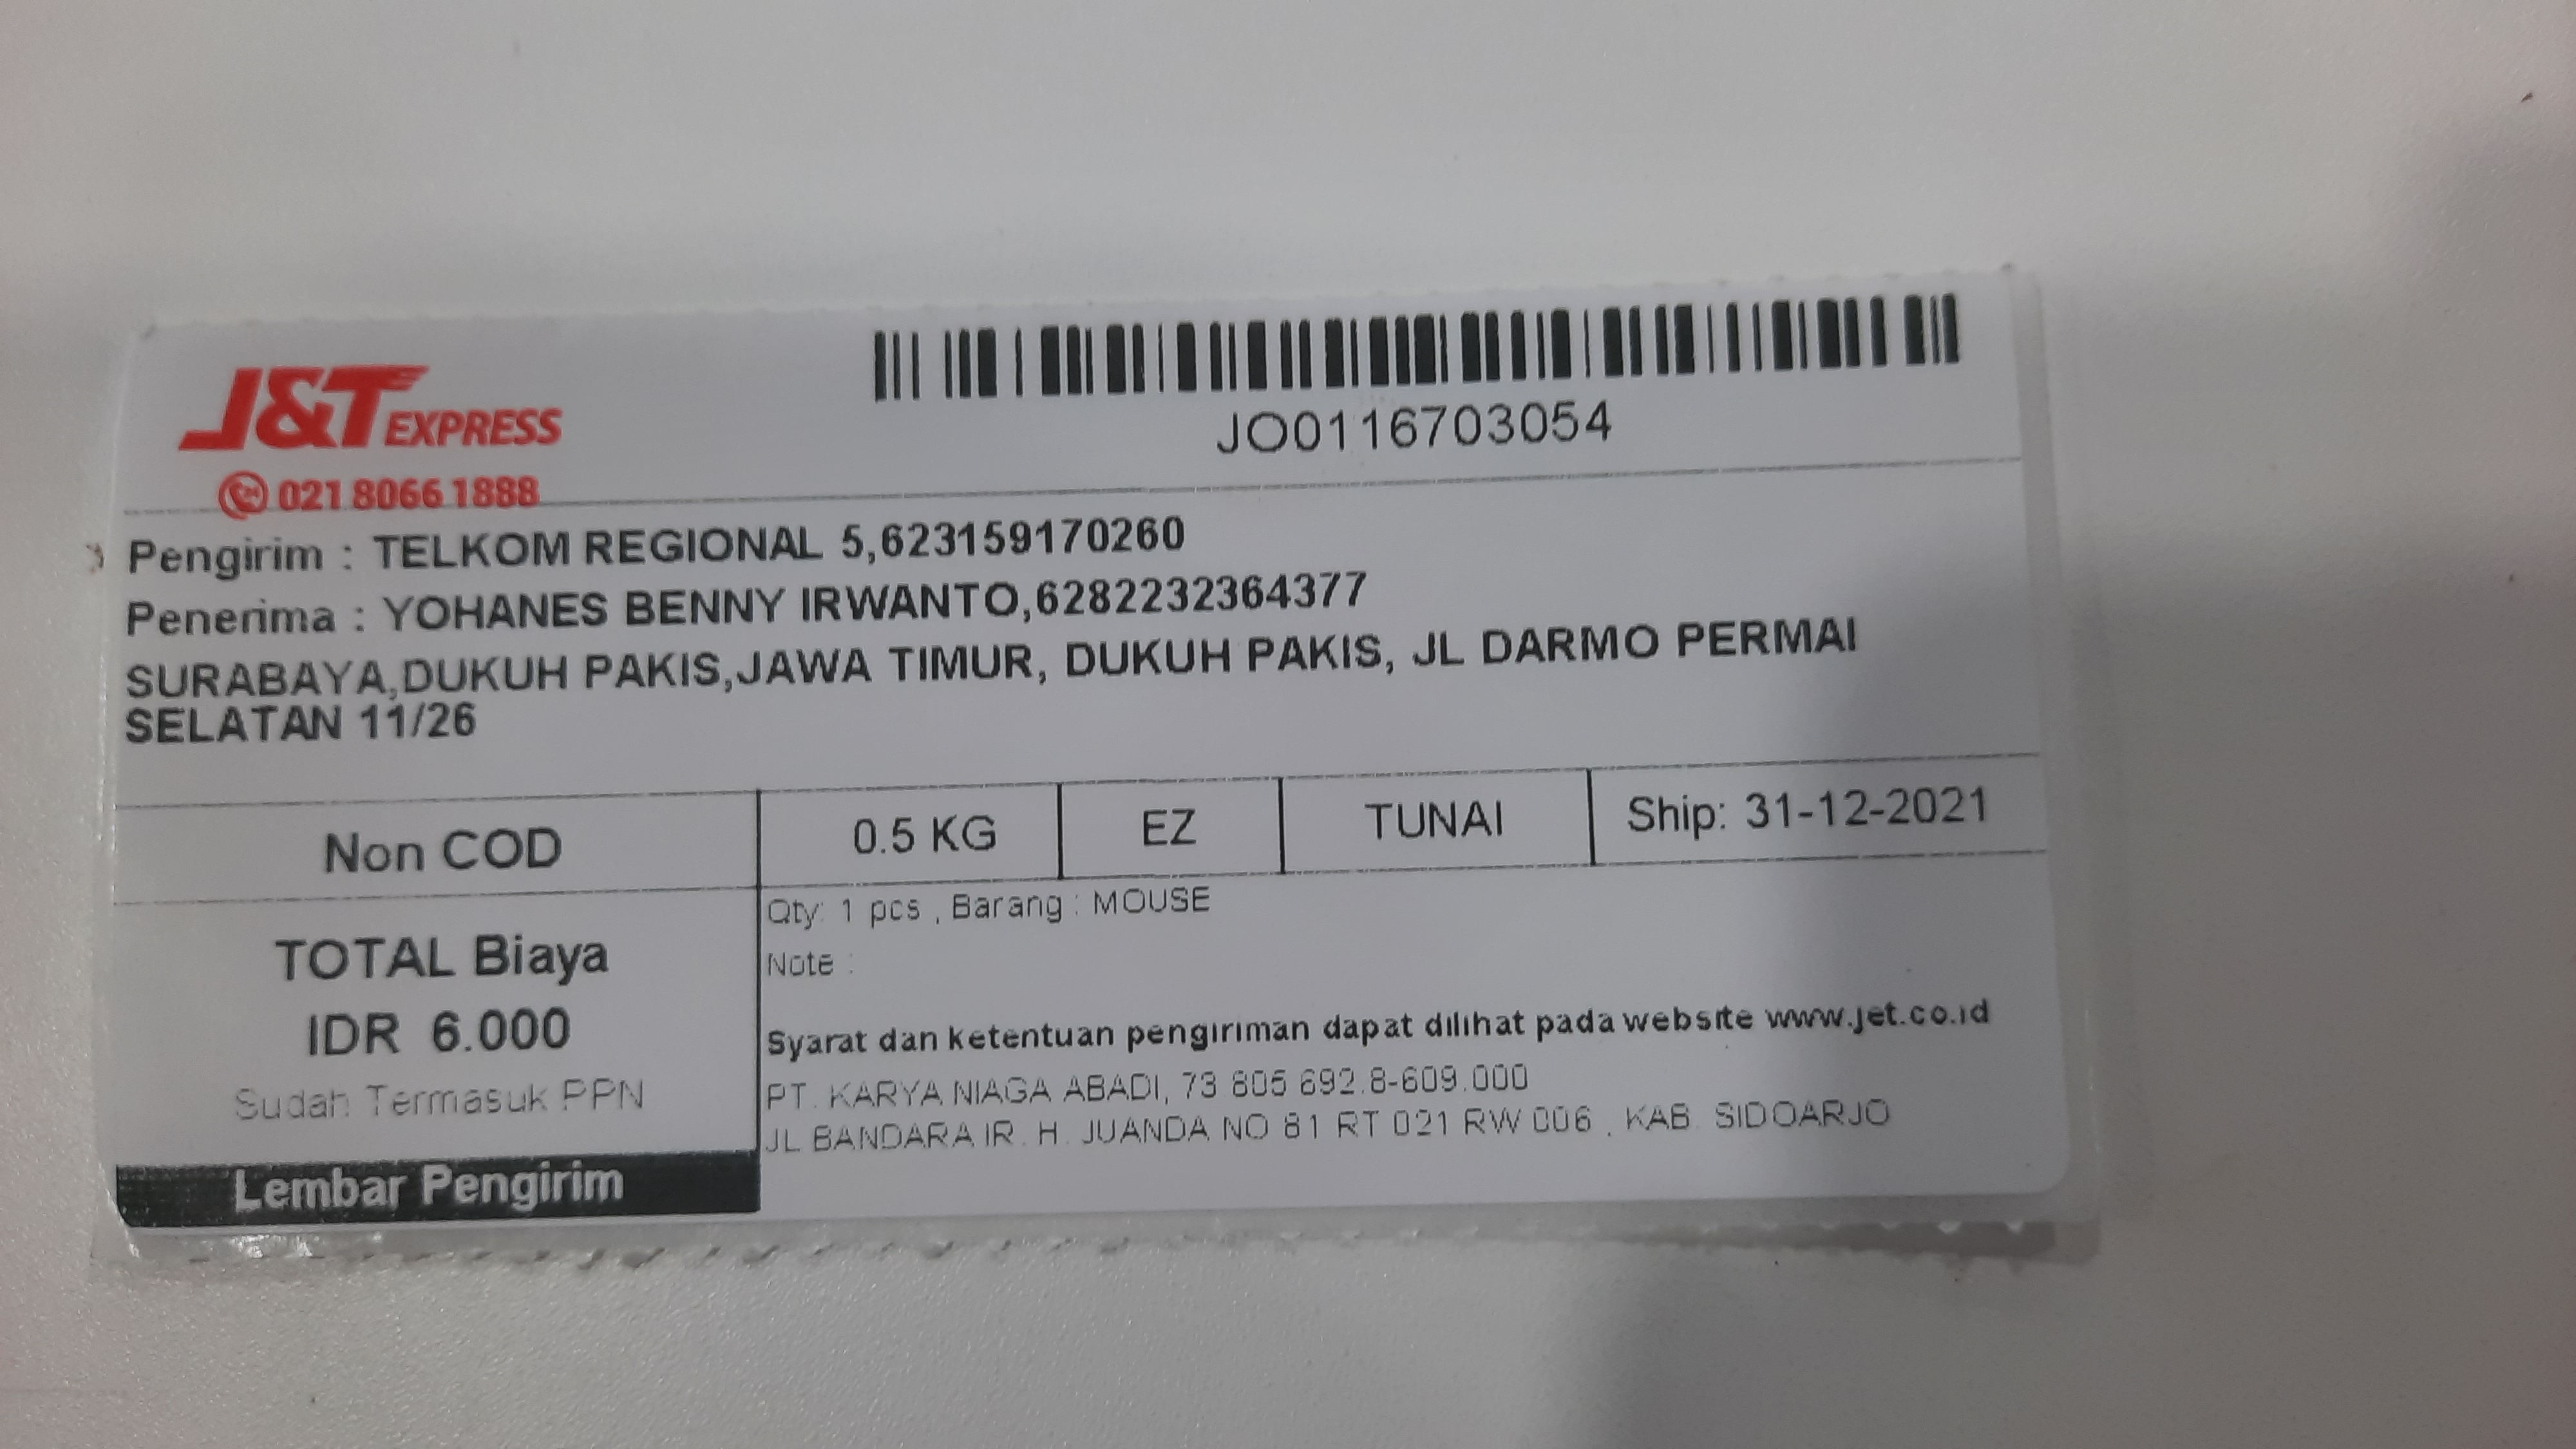 J&T EXPRESS
021 8066 1888
JO0116703054
Pengirim : TELKOM REGIONAL 5,623159170260
Penerima : YOHANES BENNY IRWANTO,6282232364377
SURABAYA,DUKUH PAKIS,JAWA TIMUR, DUKUH PAKIS, JL DARMO PERMAI
SELATAN 11/26
Non COD
0.5 KG
EZ
TUNAI
Ship: 31-12-2021
TOTAL Biaya
IDR 6.000
Sudah Termasuk PPN
Lembar Pengirim
Qty: 1 pcs , Barang : MOUSE
Note :
Syarat dan ketentuan pengiriman dapat dilihat pada website www.jet.co.id
PT. KARYA NIAGA ABADI, 73.605.692.8-609.000
JL BANDARA IR. H. JUANDA NO 81 RT 021 RW 006 , KAB. SIDOARJO